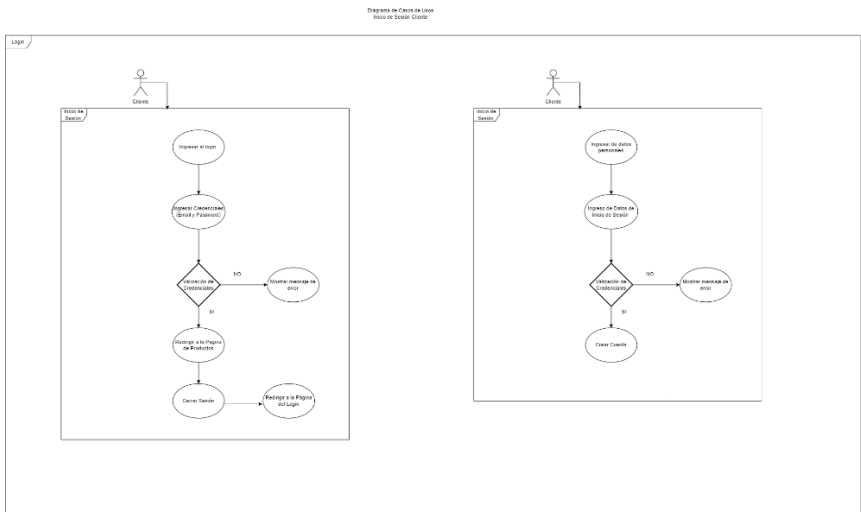 Diagrama de Casos de Usos
Inicio de Sesión Cliente
Login
Cliente
Inicio de
Sesión
Ingresar al login
Ingresar Credenciales
(Email y Password)
Validación de
Credenciales
NO
Mostrar mensaje de
error
SI
Redirigir a la Pagina
de Productos
Cerrar Sesión
Redirigir a la Pagina
del Login
Cliente
Inicio de
Sesión
Ingresar de datos
personales
Ingreso de Datos de
Inicio de Sesión
Validación de
Credenciales
NO
Mostrar mensaje de
error
SI
Crear Cuenta